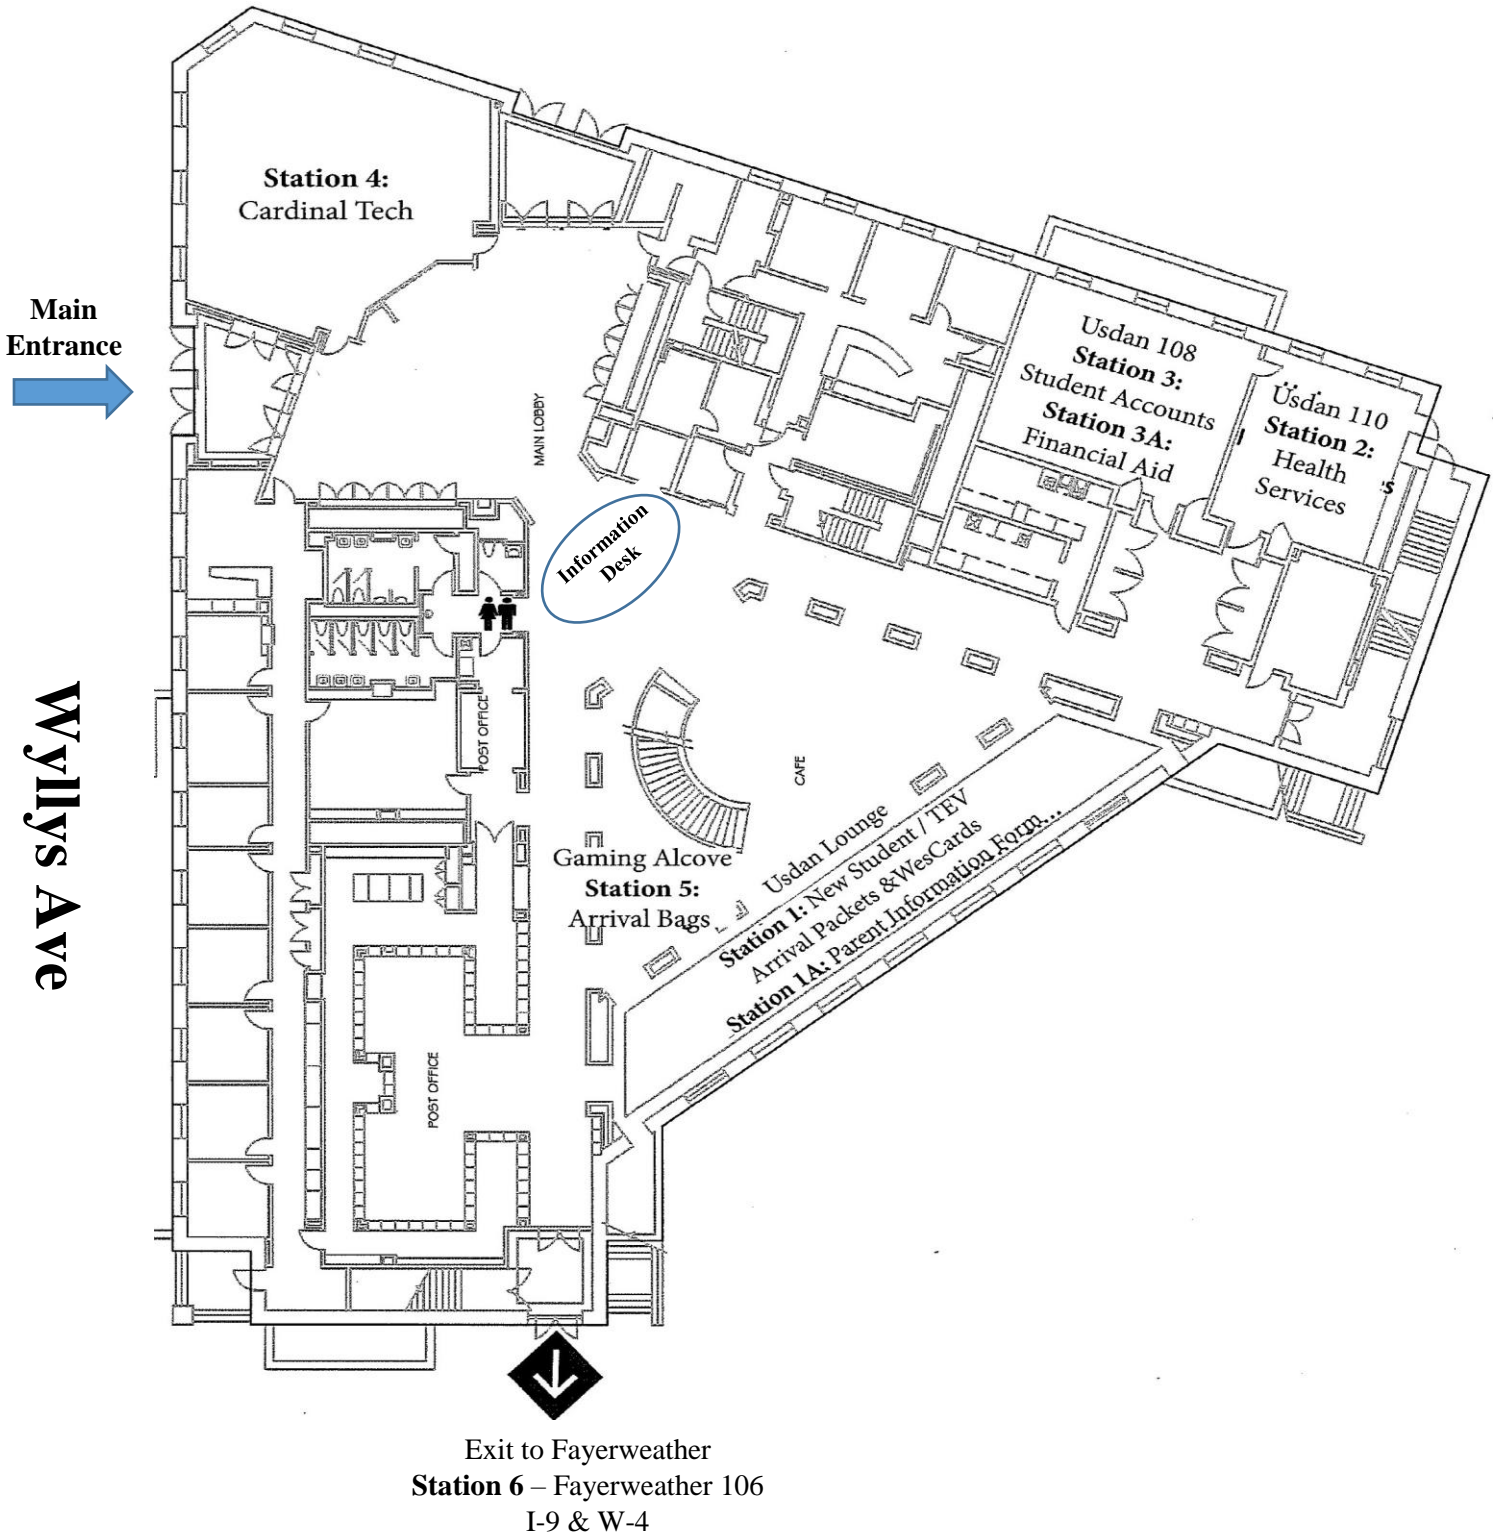 Station 4:
Cardinal Tech
Main
Entrance
MAIN LOBBY
Usdan 108
Station 3:
Student Accounts
Station 3A:
Financial Aid
Usdan 110
Station 2:
Health
Services
Information
Desk
Wyllys Ave
POST OFFICE
CAFE
Gaming Alcove
Station 5:
Arrival Bags
Usdan Lounge
Station 1: New Student / TEV
Arrival Packets &WesCards
Station 1A: Parent Information Form...
POST OFFICE
Exit to Fayerweather
Station 6 – Fayerweather 106
I-9 & W-4